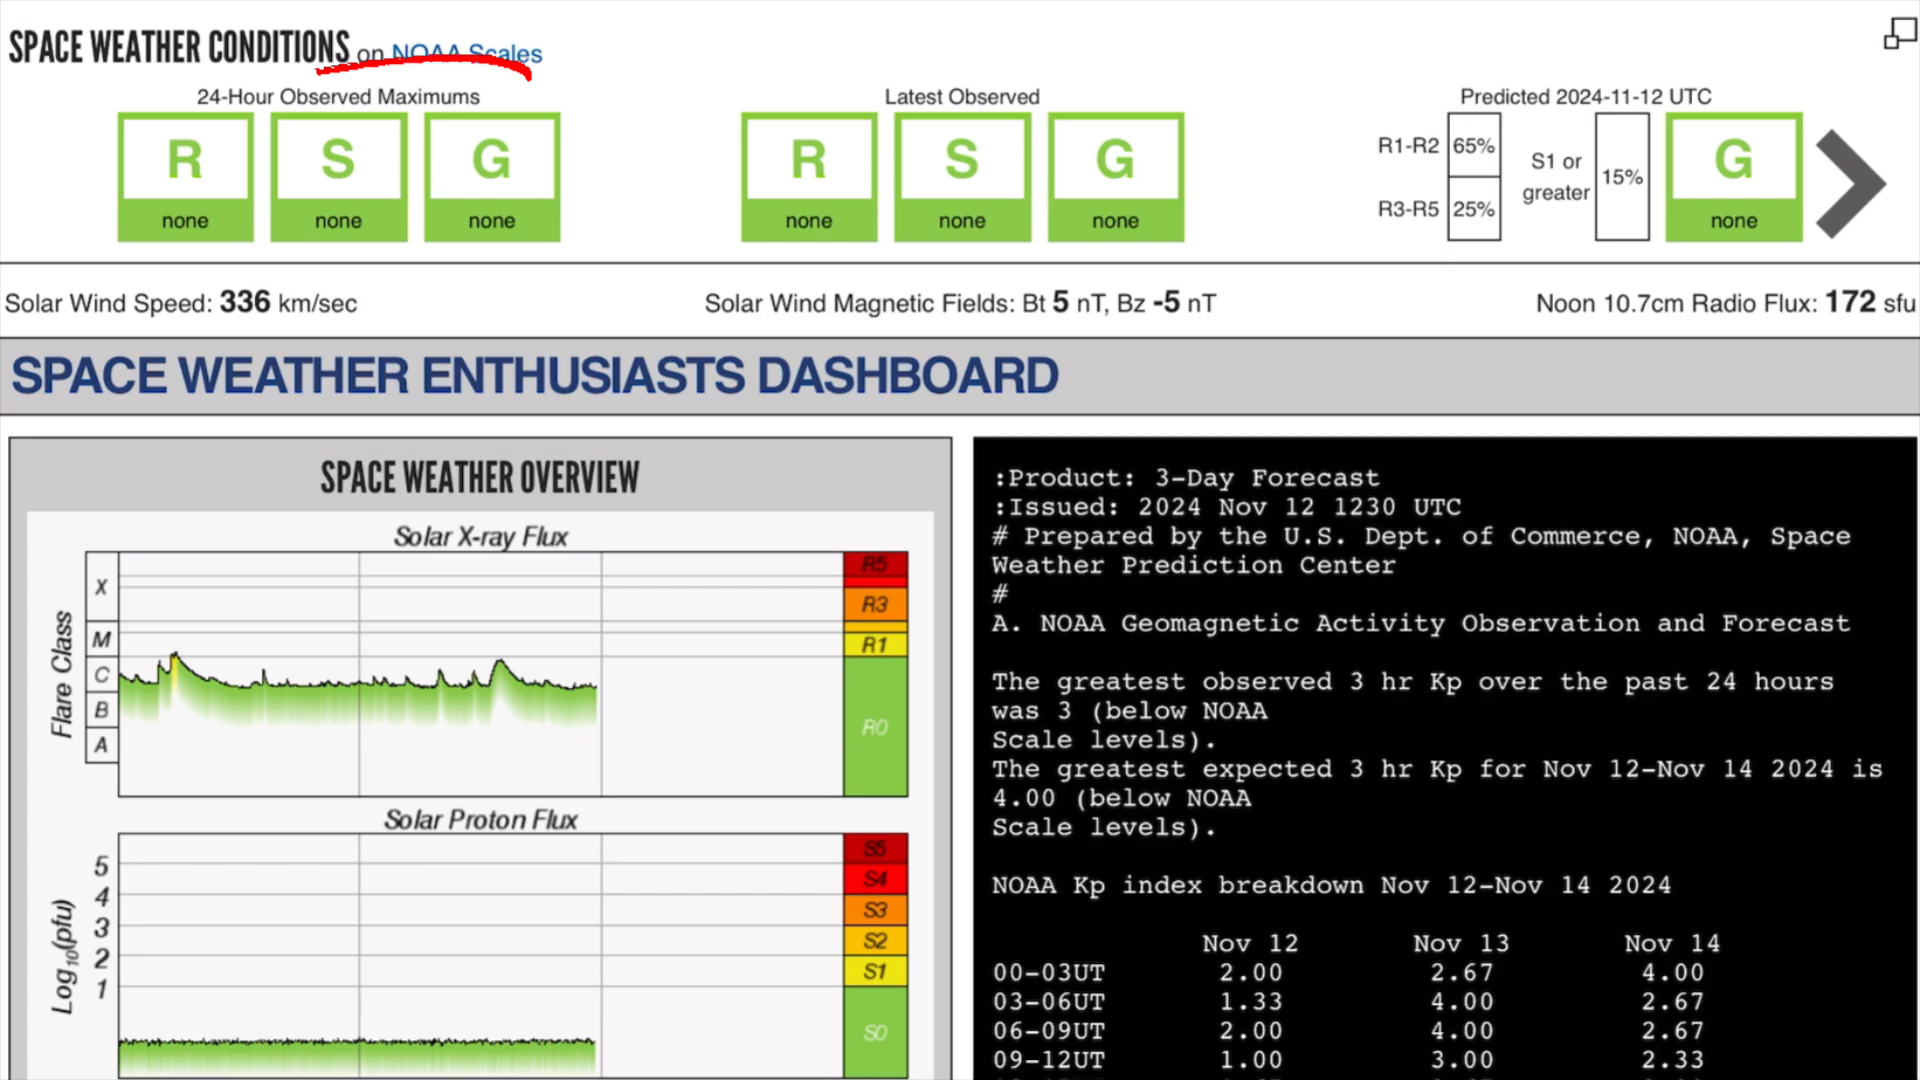 SPACE WEATHER CONDITIONS on NOAA Scales
24-Hour Observed Maximums
R S G
none none none
Latest Observed
R S G
none none none
Predicted 2024-11-12 UTC
R1-R2 65%
R3-R5 25%
S1 or
greater
15%
G
none
Solar Wind Speed: 336 km/sec
Solar Wind Magnetic Fields: Bt 5 nT, Bz -5 nT
Noon 10.7cm Radio Flux: 172 sfu
SPACE WEATHER ENTHUSIASTS DASHBOARD
SPACE WEATHER OVERVIEW
Solar X-ray Flux
Flare Class
X
M
C
B
A
R5
R3
R1
R0
Solar Proton Flux
Log10(pfu)
5
4
3
2
1
S5
S4
S3
S2
S1
S0
:Product: 3-Day Forecast
:Issued: 2024 Nov 12 1230 UTC
# Prepared by the U.S. Dept. of Commerce, NOAA, Space
Weather Prediction Center
#
A. NOAA Geomagnetic Activity Observation and Forecast
The greatest observed 3 hr Kp over the past 24 hours
was 3 (below NOAA
Scale levels).
The greatest expected 3 hr Kp for Nov 12-Nov 14 2024 is
4.00 (below NOAA
Scale levels).
NOAA Kp index breakdown Nov 12-Nov 14 2024
Nov 12 Nov 13 Nov 14
00-03UT 2.00 2.67 4.00
03-06UT 1.33 4.00 2.67
06-09UT 2.00 4.00 2.67
09-12UT 1.00 3.00 2.33